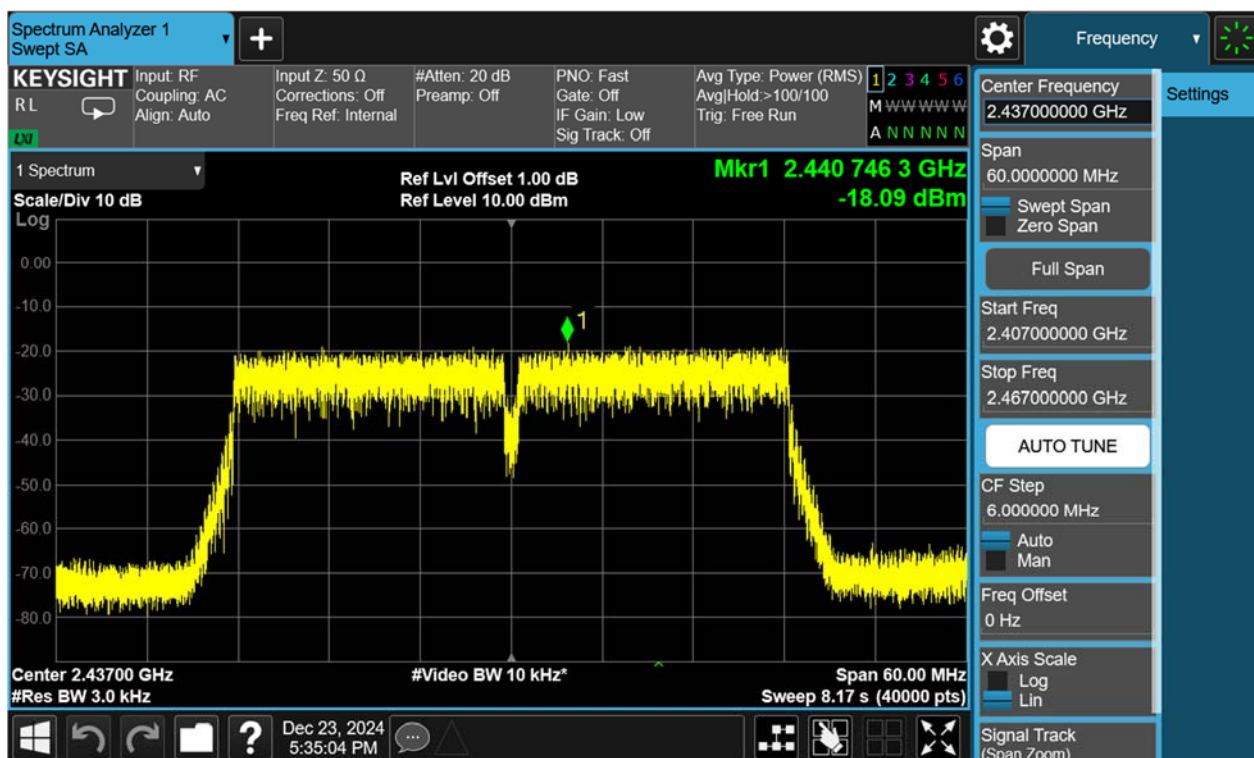 Spectrum Analyzer 1
Swept SA
+
Frequency
KEYSIGHT
R L
LXI
Input: RF
Coupling: AC
Align: Auto
Input Z: 50 Ω
Corrections: Off
Freq Ref: Internal
#Atten: 20 dB
Preamp: Off
PNO: Fast
Gate: Off
IF Gain: Low
Sig Track: Off
Avg Type: Power (RMS)
Avg|Hold:>100/100
Trig: Free Run
1 2 3 4 5 6
M W W W W W
A N N N N N
1 Spectrum
Scale/Div 10 dB
Log
Ref Lvl Offset 1.00 dB
Ref Level 10.00 dBm
Mkr1 2.440 746 3 GHz
-18.09 dBm
0.00
-10.0
-20.0
-30.0
-40.0
-50.0
-60.0
-70.0
-80.0
1
Center 2.43700 GHz
#Res BW 3.0 kHz
#Video BW 10 kHz*
Span 60.00 MHz
Sweep 8.17 s (40000 pts)
?
Dec 23, 2024
5:35:04 PM
Center Frequency
2.437000000 GHz
Settings
Span
60.0000000 MHz
Swept Span
Zero Span
Full Span
Start Freq
2.407000000 GHz
Stop Freq
2.467000000 GHz
AUTO TUNE
CF Step
6.000000 MHz
Auto
Man
Freq Offset
0 Hz
X Axis Scale
Log
Lin
Signal Track
(Span Zoom)